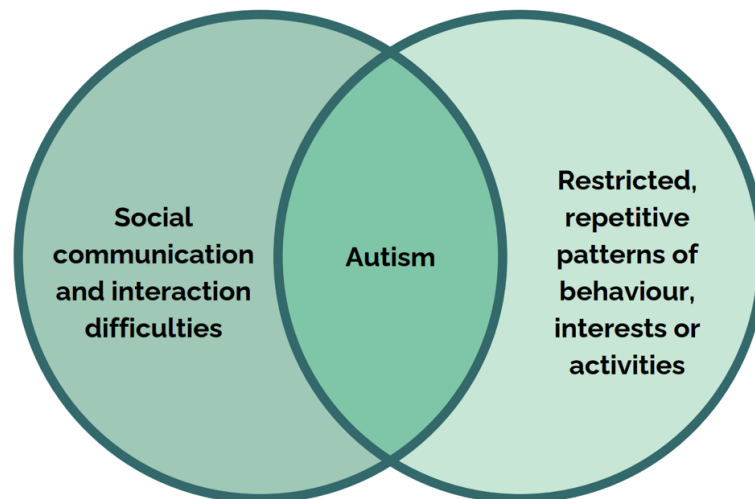 Social
communication
and interaction
difficulties
Autism
Restricted,
repetitive
patterns of
behaviour,
interests or
activities